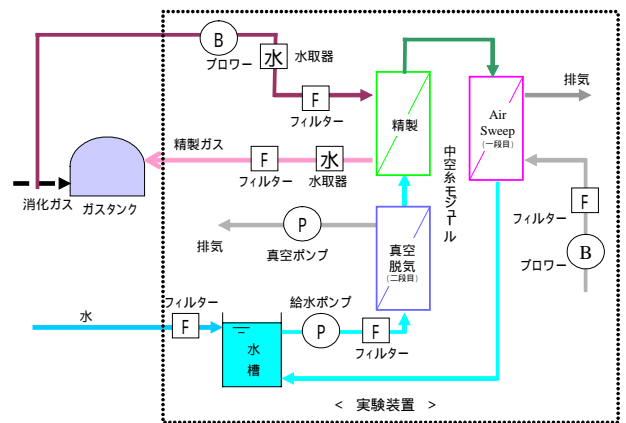 B
ブロワー
水
水取器
F
フィルター
精製
Air
Sweep
(一段目)
排気
精製ガス
F
フィルター
水
水取器
中空糸モジュール
消化ガス
ガスタンク
排気
P
真空ポンプ
真空
脱気
(二段目)
F
フィルター
B
ブロワー
水
フィルター
F
水
槽
給水ポンプ
P
F
フィルター
< 実験装置 >